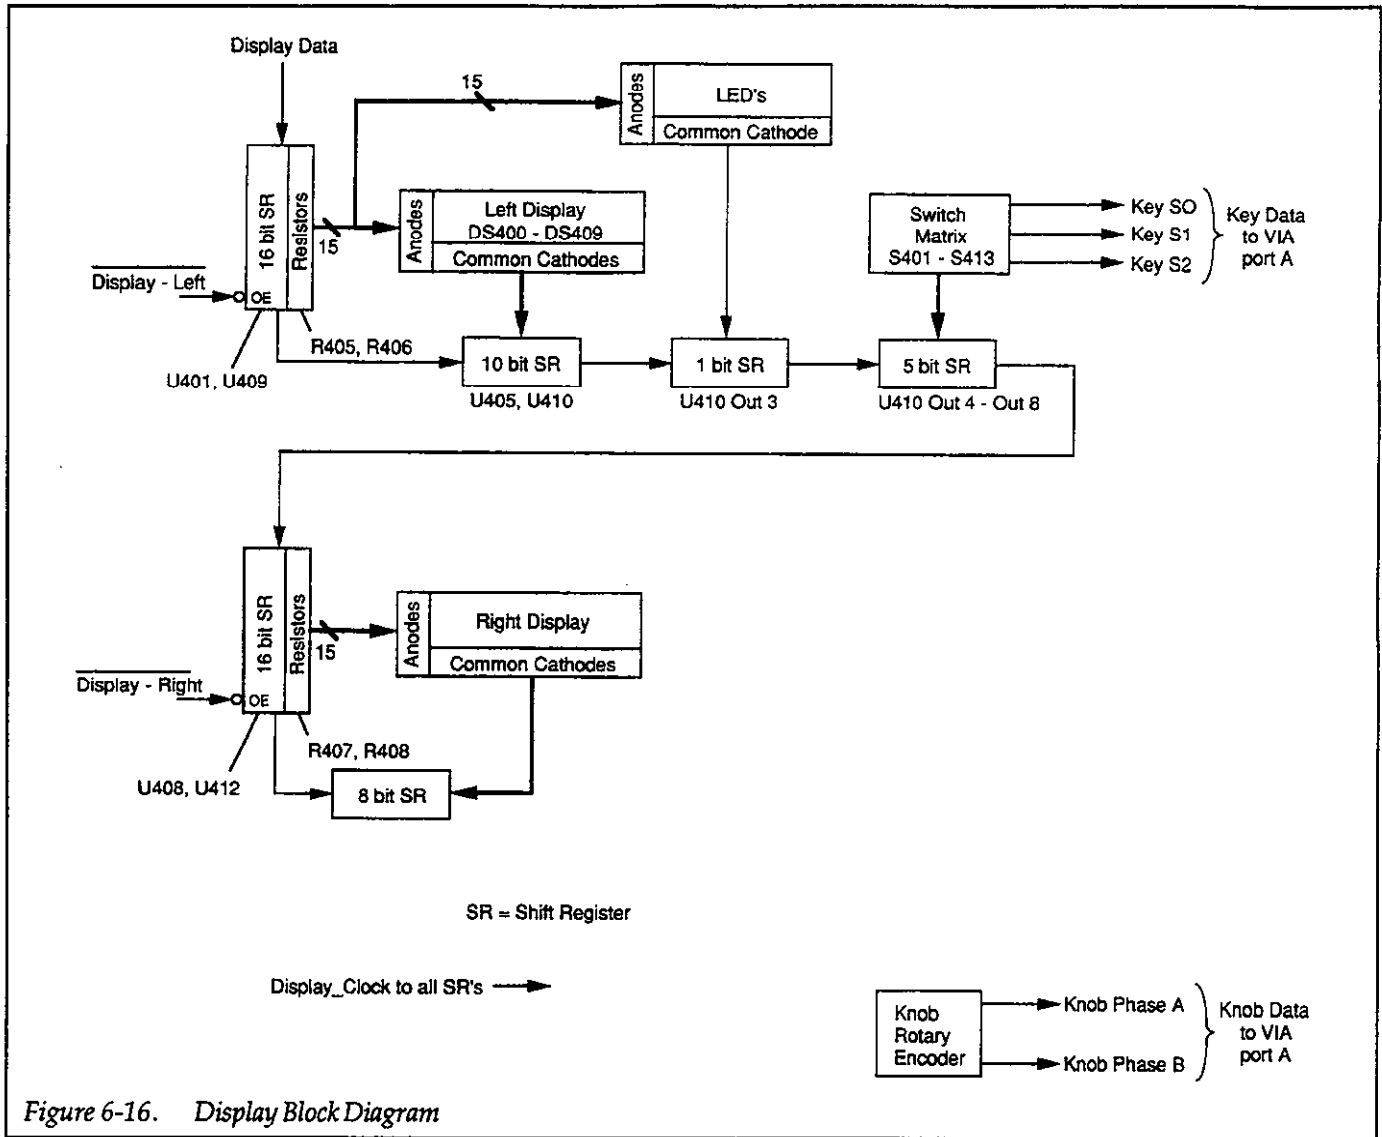 Display Data
15
Anodes
LED's
Common Cathode
16 bit SR
Resistors
15
Anodes
Left Display
DS400 - DS409
Common Cathodes
Switch
Matrix
S401 - S413
Key SO
Key S1
Key S2
Key Data
to VIA
port A
Display - Left
OE
R405, R406
U401, U409
10 bit SR
U405, U410
1 bit SR
U410 Out 3
5 bit SR
U410 Out 4 - Out 8
16 bit SR
Resistors
15
Anodes
Right Display
Common Cathodes
Display - Right
OE
R407, R408
U408, U412
8 bit SR
SR = Shift Register
Display_Clock to all SR's
Knob
Rotary
Encoder
Knob Phase A
Knob Phase B
Knob Data
to VIA
port A
Figure 6-16. Display Block Diagram